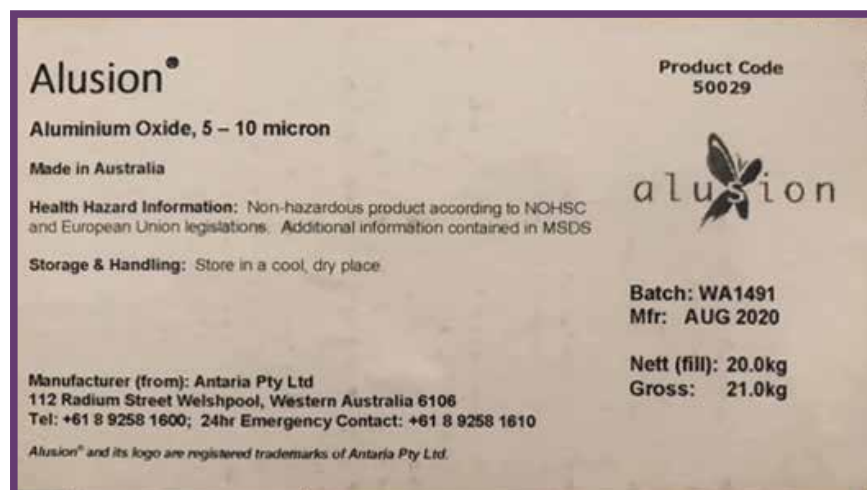 Alusion®
Aluminium Oxide, 5 – 10 micron
Made in Australia
Health Hazard Information: Non-hazardous product according to NOHSC
and European Union legislations. Additional information contained in MSDS
Storage & Handling: Store in a cool, dry place.
Manufacturer (from): Antaria Pty Ltd
112 Radium Street Welshpool, Western Australia 6106
Tel: +61 8 9258 1600; 24hr Emergency Contact: +61 8 9258 1610
Alusion® and its logo are registered trademarks of Antaria Pty Ltd.
Product Code
50029
alusion
Batch: WA1491
Mfr: AUG 2020
Nett (fill): 20.0kg
Gross: 21.0kg